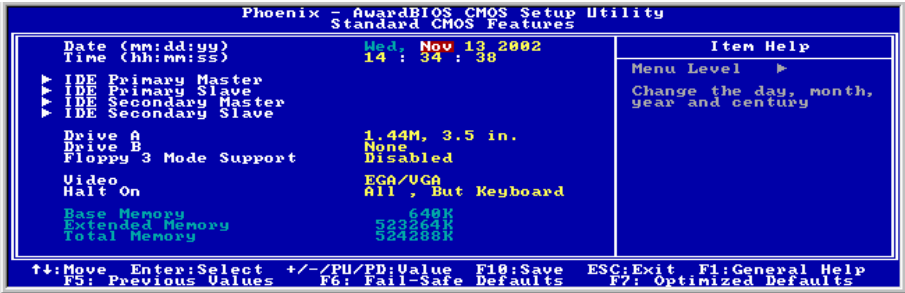 Phoenix - AwardBIOS CMOS Setup Utility
Standard CMOS Features
Date (mm:dd:yy) Wed, Nov 13 2002
Time (hh:mm:ss) 14 : 34 : 38
► IDE Primary Master
► IDE Primary Slave
► IDE Secondary Master
► IDE Secondary Slave
Drive A 1.44M, 3.5 in.
Drive B None
Floppy 3 Mode Support Disabled
Video EGA/VGA
Halt On All , But Keyboard
Base Memory 640K
Extended Memory 523264K
Total Memory 524288K
Item Help
Menu Level ►
Change the day, month,
year and century
↑↓:Move Enter:Select +/-/PU/PD:Value F10:Save ESC:Exit F1:General Help
F5: Previous Values F6: Fail-Safe Defaults F7: Optimized Defaults